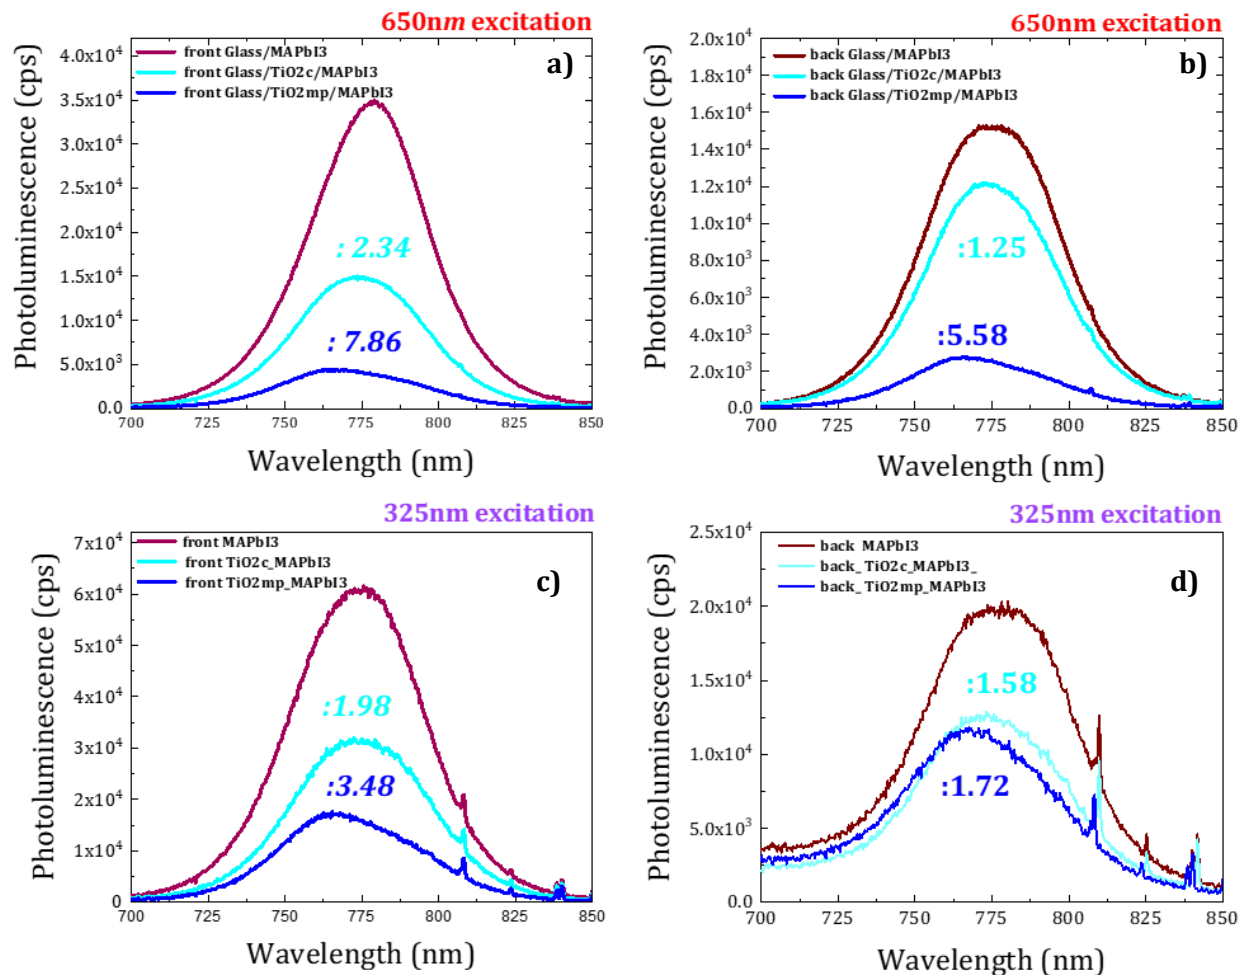 650nm excitation
a)
front Glass/MAPbI3
front Glass/TiO2c/MAPbI3
front Glass/TiO2mp/MAPbI3
: 2.34
: 7.86
4.0x10⁴
3.5x10⁴
3.0x10⁴
2.5x10⁴
2.0x10⁴
1.5x10⁴
1.0x10⁴
5.0x10³
0.0
700 725 750 775 800 825 850
Photoluminescence (cps)
Wavelength (nm)
650nm excitation
b)
back Glass/MAPbI3
back Glass/TiO2c/MAPbI3
back Glass/TiO2mp/MAPbI3
:1.25
:5.58
2.0x10⁴
1.8x10⁴
1.6x10⁴
1.4x10⁴
1.2x10⁴
1.0x10⁴
8.0x10³
6.0x10³
4.0x10³
2.0x10³
0.0
700 725 750 775 800 825 850
Photoluminescence (cps)
Wavelength (nm)
325nm excitation
c)
front MAPbI3
front TiO2c_MAPbI3
front TiO2mp_MAPbI3
:1.98
:3.48
7x10⁴
6x10⁴
5x10⁴
4x10⁴
3x10⁴
2x10⁴
1x10⁴
0
700 725 750 775 800 825 850
Photoluminescence (cps)
Wavelength (nm)
325nm excitation
d)
back_MAPbI3
back_TiO2c_MAPbI3_
back_TiO2mp_MAPbI3
:1.58
:1.72
2.5x10⁴
2.0x10⁴
1.5x10⁴
1.0x10⁴
5.0x10³
0.0
700 725 750 775 800 825 850
Photoluminescence (cps)
Wavelength (nm)